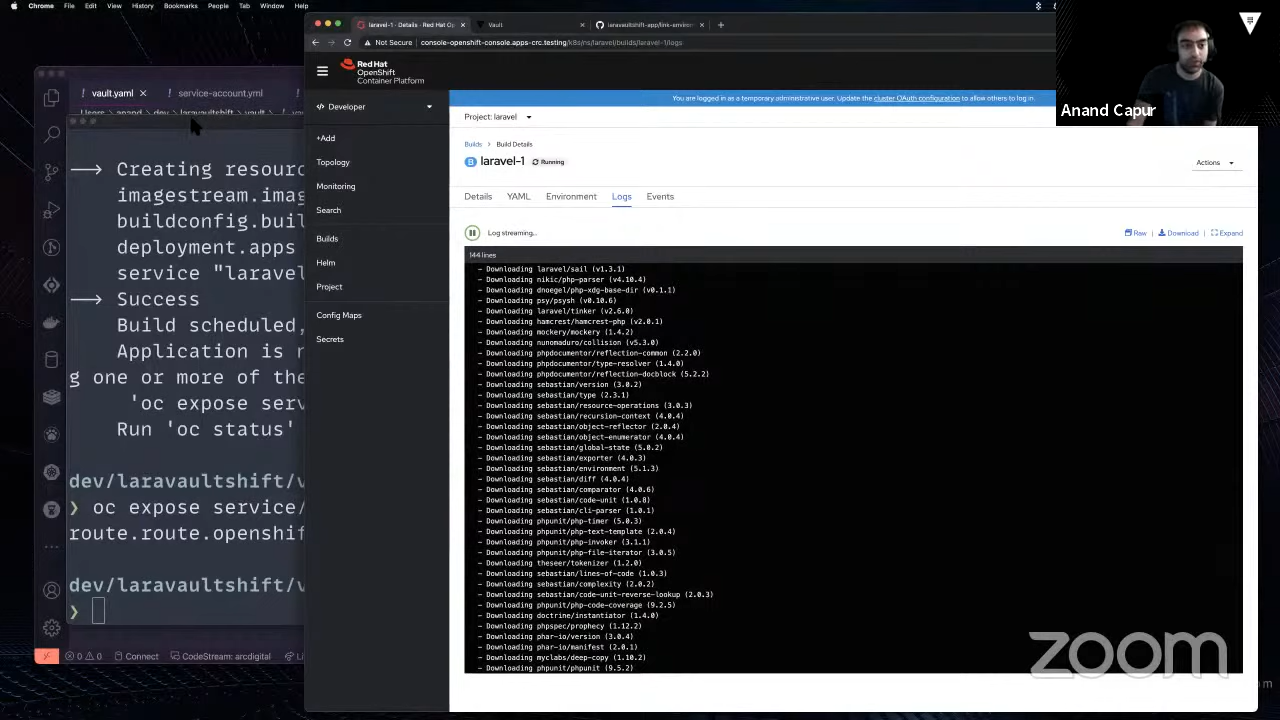 laravel-1 - Details · Red Hat Op
Vault
laravaultshift-app/link-environ
Not Secure console-openshift-console.apps-crc.testing/k8s/ns/laravel/builds/laravel-1/logs
Anand Capur
Red Hat
OpenShift
Container Platform
You are logged in as a temporary administrative user. Update the cluster OAuth configuration to allow others to log in.
Developer
+Add
Topology
Monitoring
Search
Builds
Helm
Project
Config Maps
Secrets
Project: laravel
Builds > Build Details
B laravel-1 Running
Actions
Details YAML Environment Logs Events
Log streaming...
Raw | Download | Expand
144 lines
- Downloading laravel/sail (v1.3.1)
- Downloading nikic/php-parser (v4.10.4)
- Downloading dnoegel/php-xdg-base-dir (v0.1.1)
- Downloading psy/psysh (v0.10.6)
- Downloading laravel/tinker (v2.6.0)
- Downloading hamcrest/hamcrest-php (v2.0.1)
- Downloading mockery/mockery (1.4.2)
- Downloading nunomaduro/collision (v5.3.0)
- Downloading phpdocumentor/reflection-common (2.2.0)
- Downloading phpdocumentor/type-resolver (1.4.0)
- Downloading phpdocumentor/reflection-docblock (5.2.2)
- Downloading sebastian/version (3.0.2)
- Downloading sebastian/type (2.3.1)
- Downloading sebastian/resource-operations (3.0.3)
- Downloading sebastian/recursion-context (4.0.4)
- Downloading sebastian/object-reflector (2.0.4)
- Downloading sebastian/object-enumerator (4.0.4)
- Downloading sebastian/global-state (5.0.2)
- Downloading sebastian/exporter (4.0.3)
- Downloading sebastian/environment (5.1.3)
- Downloading sebastian/diff (4.0.4)
- Downloading sebastian/comparator (4.0.6)
- Downloading sebastian/code-unit (1.0.8)
- Downloading sebastian/cli-parser (1.0.1)
- Downloading phpunit/php-timer (5.0.3)
- Downloading phpunit/php-text-template (2.0.4)
- Downloading phpunit/php-invoker (3.1.1)
- Downloading phpunit/php-file-iterator (3.0.5)
- Downloading theseer/tokenizer (1.2.0)
- Downloading sebastian/lines-of-code (1.0.3)
- Downloading sebastian/complexity (2.0.2)
- Downloading sebastian/code-unit-reverse-lookup (2.0.3)
- Downloading phpunit/php-code-coverage (9.2.5)
- Downloading doctrine/instantiator (1.4.0)
- Downloading phpspec/prophecy (1.12.2)
- Downloading phar-io/version (3.0.4)
- Downloading phar-io/manifest (2.0.1)
- Downloading myclabs/deep-copy (1.10.2)
- Downloading phpunit/phpunit (9.5.2)
vault.yaml service-account.yml
--> Creating resourc
imagestream.imag
buildconfig.buil
deployment.apps
service "laravel
--> Success
Build scheduled,
Application is n
g one or more of the
'oc expose serv
Run 'oc status'
dev/laravaultshift/v
❯ oc expose service/
route.route.openshif
dev/laravaultshift/v
❯
0 0 Connect CodeStream: arcdigital Li
zoom